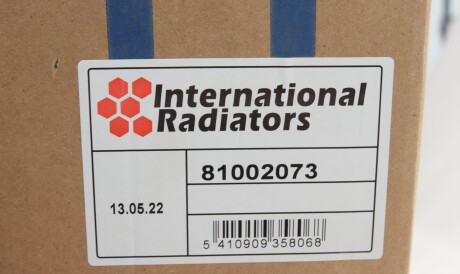 International
Radiators
81002073
13.05.22
5 410909 358068